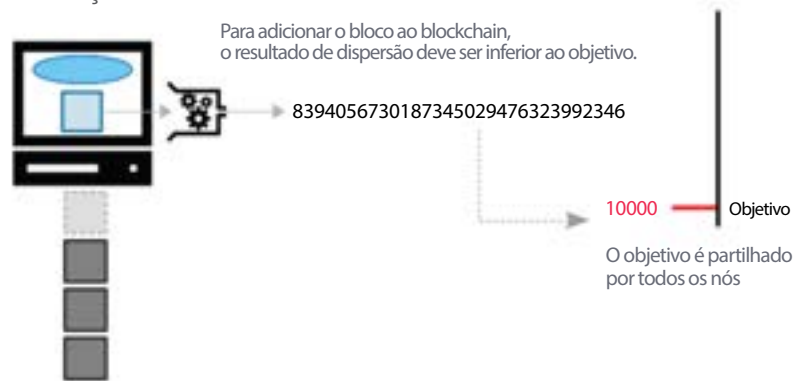 Para adicionar o bloco ao blockchain,
o resultado de dispersão deve ser inferior ao objetivo.
8394056730187345029476323992346
10000
Objetivo
O objetivo é partilhado
por todos os nós